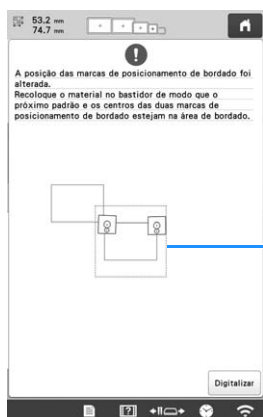 53.2 mm
74.7 mm
A posição das marcas de posicionamento de bordado foi
alterada.
Recoloque o material no bastidor de modo que o
próximo padrão e os centros das duas marcas de
posicionamento de bordado estejam na área de bordado.
Digitalizar